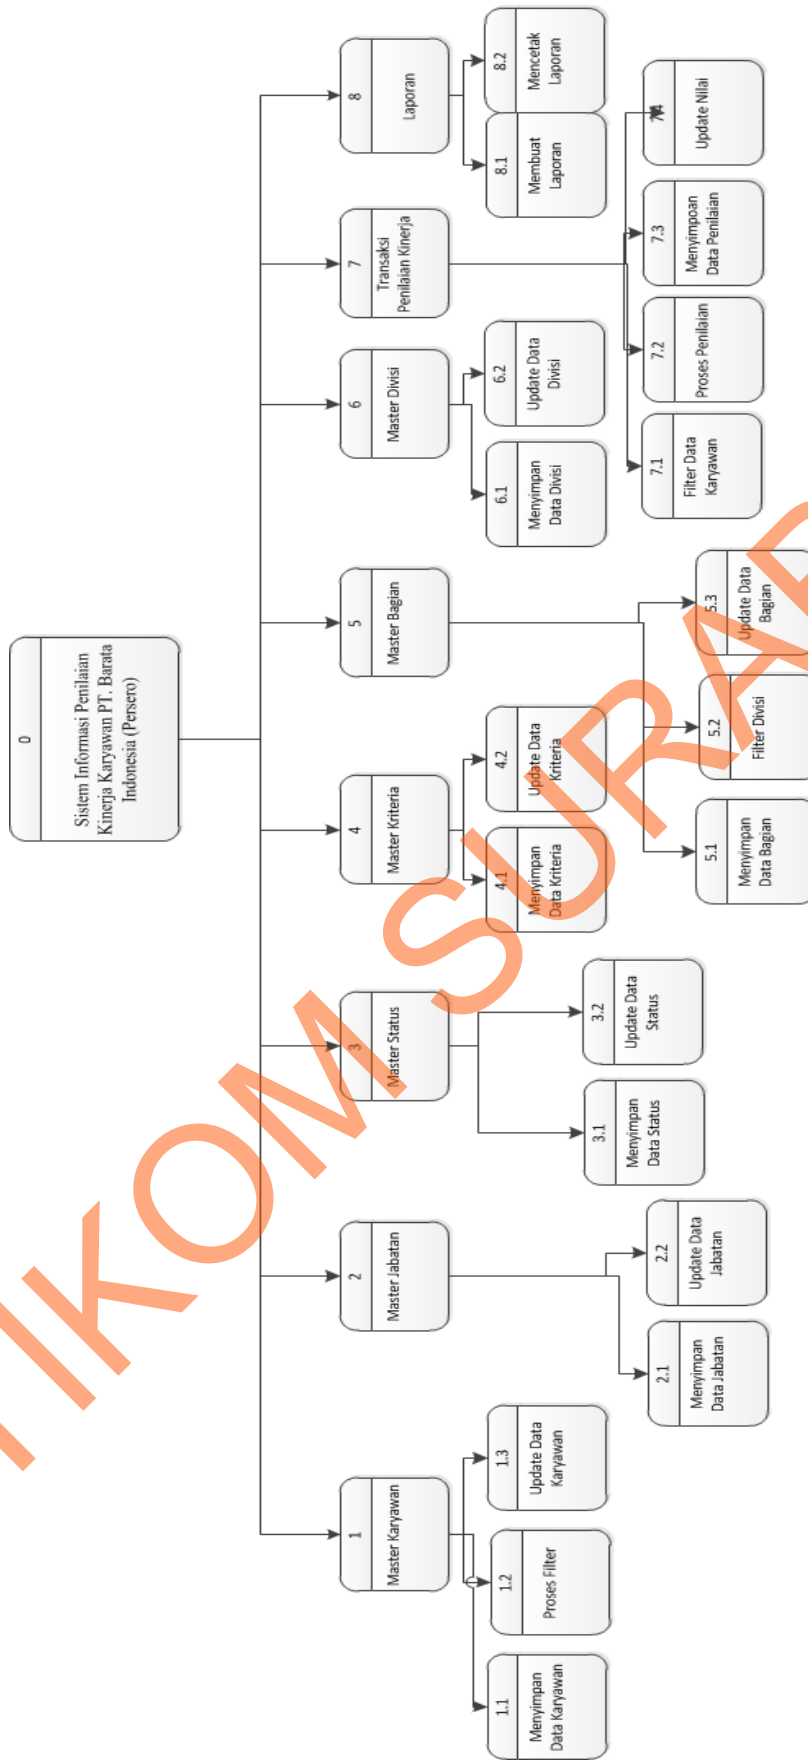 0
Sistem Informasi Penilaian
Kinerja Karyawan PT. Barata
Indonesia (Persero)
1
Master Karyawan
2
Master Jabatan
3
Master Status
4
Master Kriteria
5
Master Bagian
6
Master Divisi
7
Transaksi
Penilaian Kinerja
8
Laporan
1.1
Menyimpan
Data Karyawan
1.2
Proses Filter
1.3
Update Data
Karyawan
2.1
Menyimpan
Data Jabatan
2.2
Update Data
Jabatan
3.1
Menyimpan
Data Status
3.2
Update Data
Status
4.1
Menyimpan
Data Kriteria
4.2
Update Data
Kriteria
5.1
Menyimpan
Data Bagian
5.2
Filter Divisi
5.3
Update Data
Bagian
6.1
Menyimpan
Data Divisi
6.2
Update Data
Divisi
7.1
Filter Data
Karyawan
7.2
Proses Penilaian
7.3
Menyimpoan
Data Penilaian
7.4
Update Nilai
8.1
Membuat
Laporan
8.2
Mencetak
Laporan
IKOM SURA